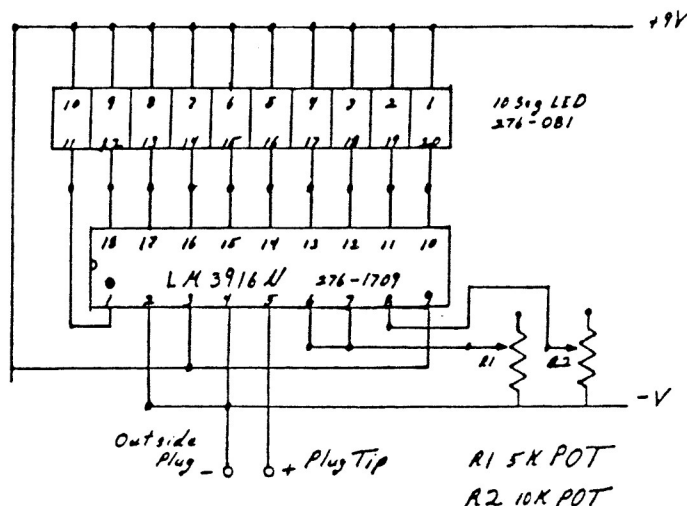 +9V
10 9 8 7 6 5 4 3 2 1
10 Seg LED
276-081
11 12 13 14 15 16 17 18 19 20
18 17 16 15 14 13 12 11 10
LM 3916N 276-1709
1 2 3 4 5 6 7 8 9
R1 R2
-V
Outside
Plug - + Plug Tip
R1 5K POT
R2 10K POT